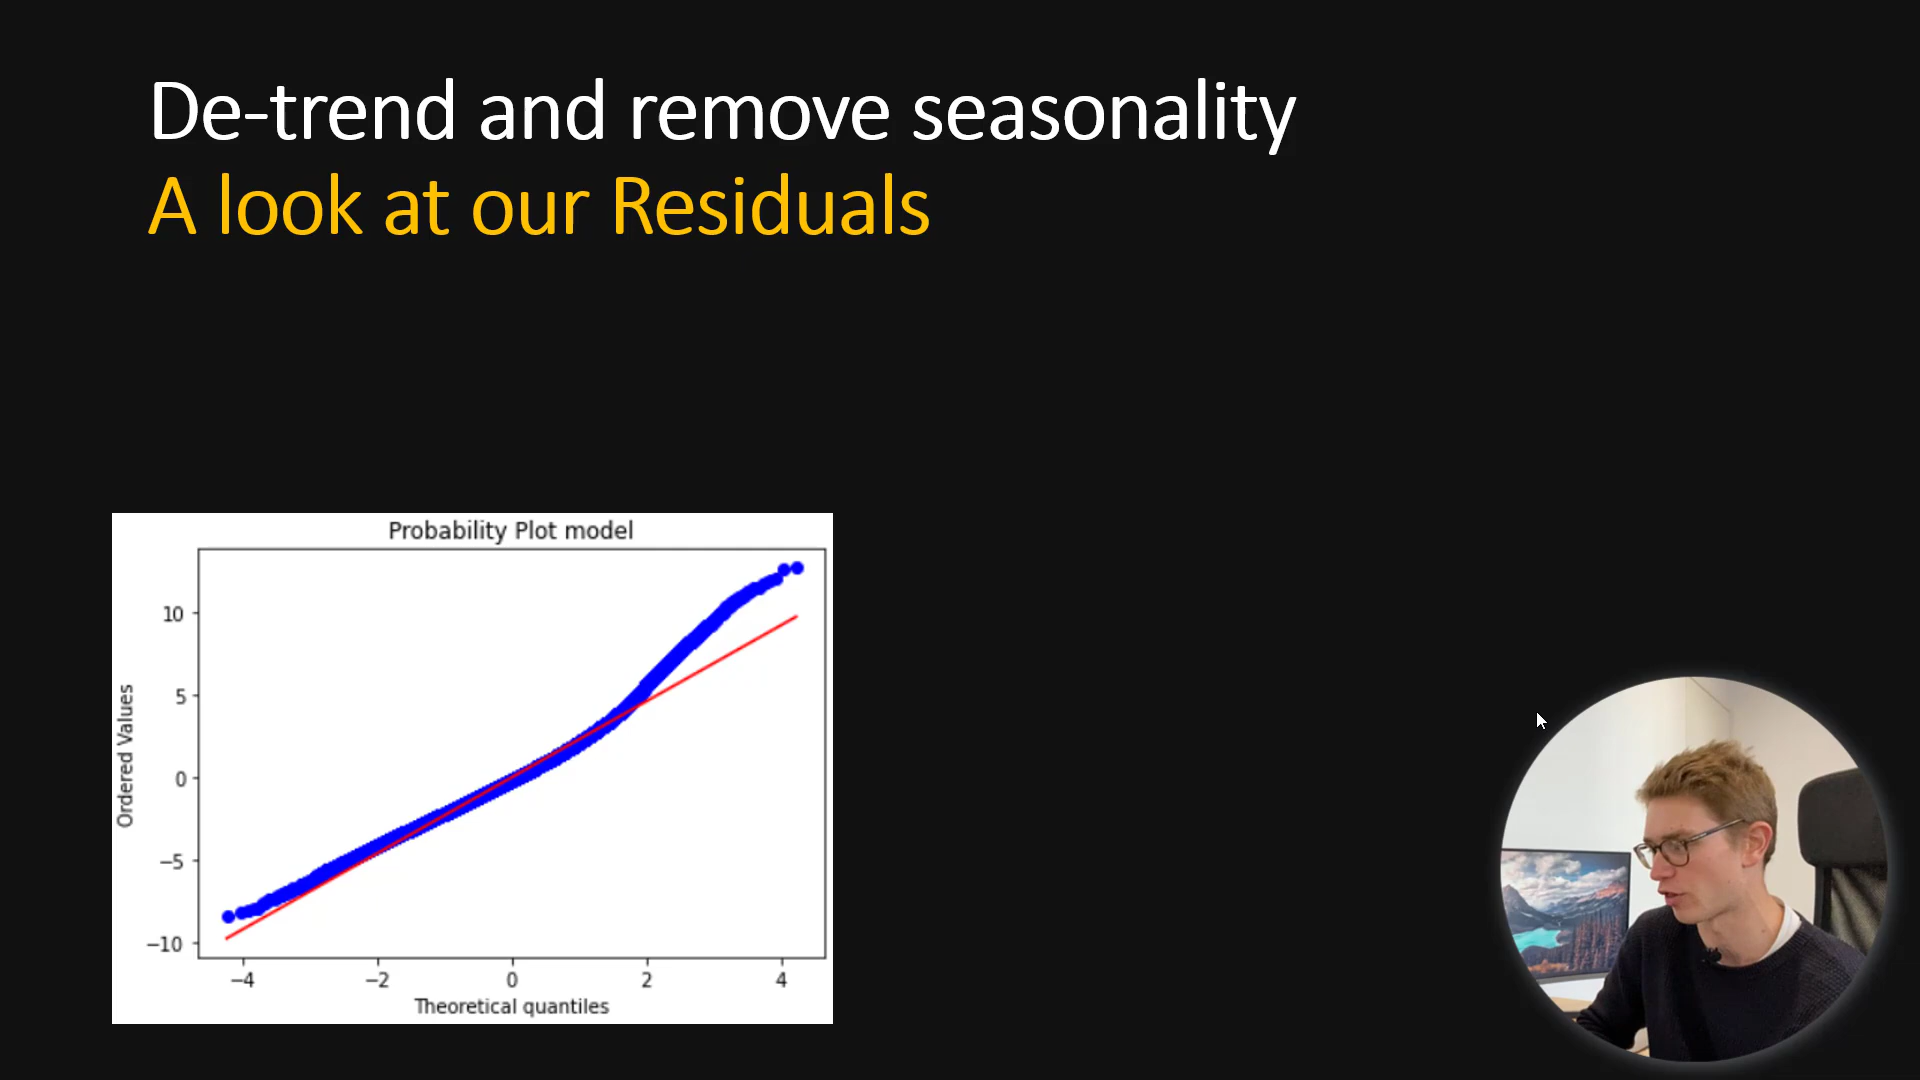 De-trend and remove seasonality
A look at our Residuals
Probability Plot model
10
5
0
−5
−10
Ordered Values
−4 −2 0 2 4
Theoretical quantiles